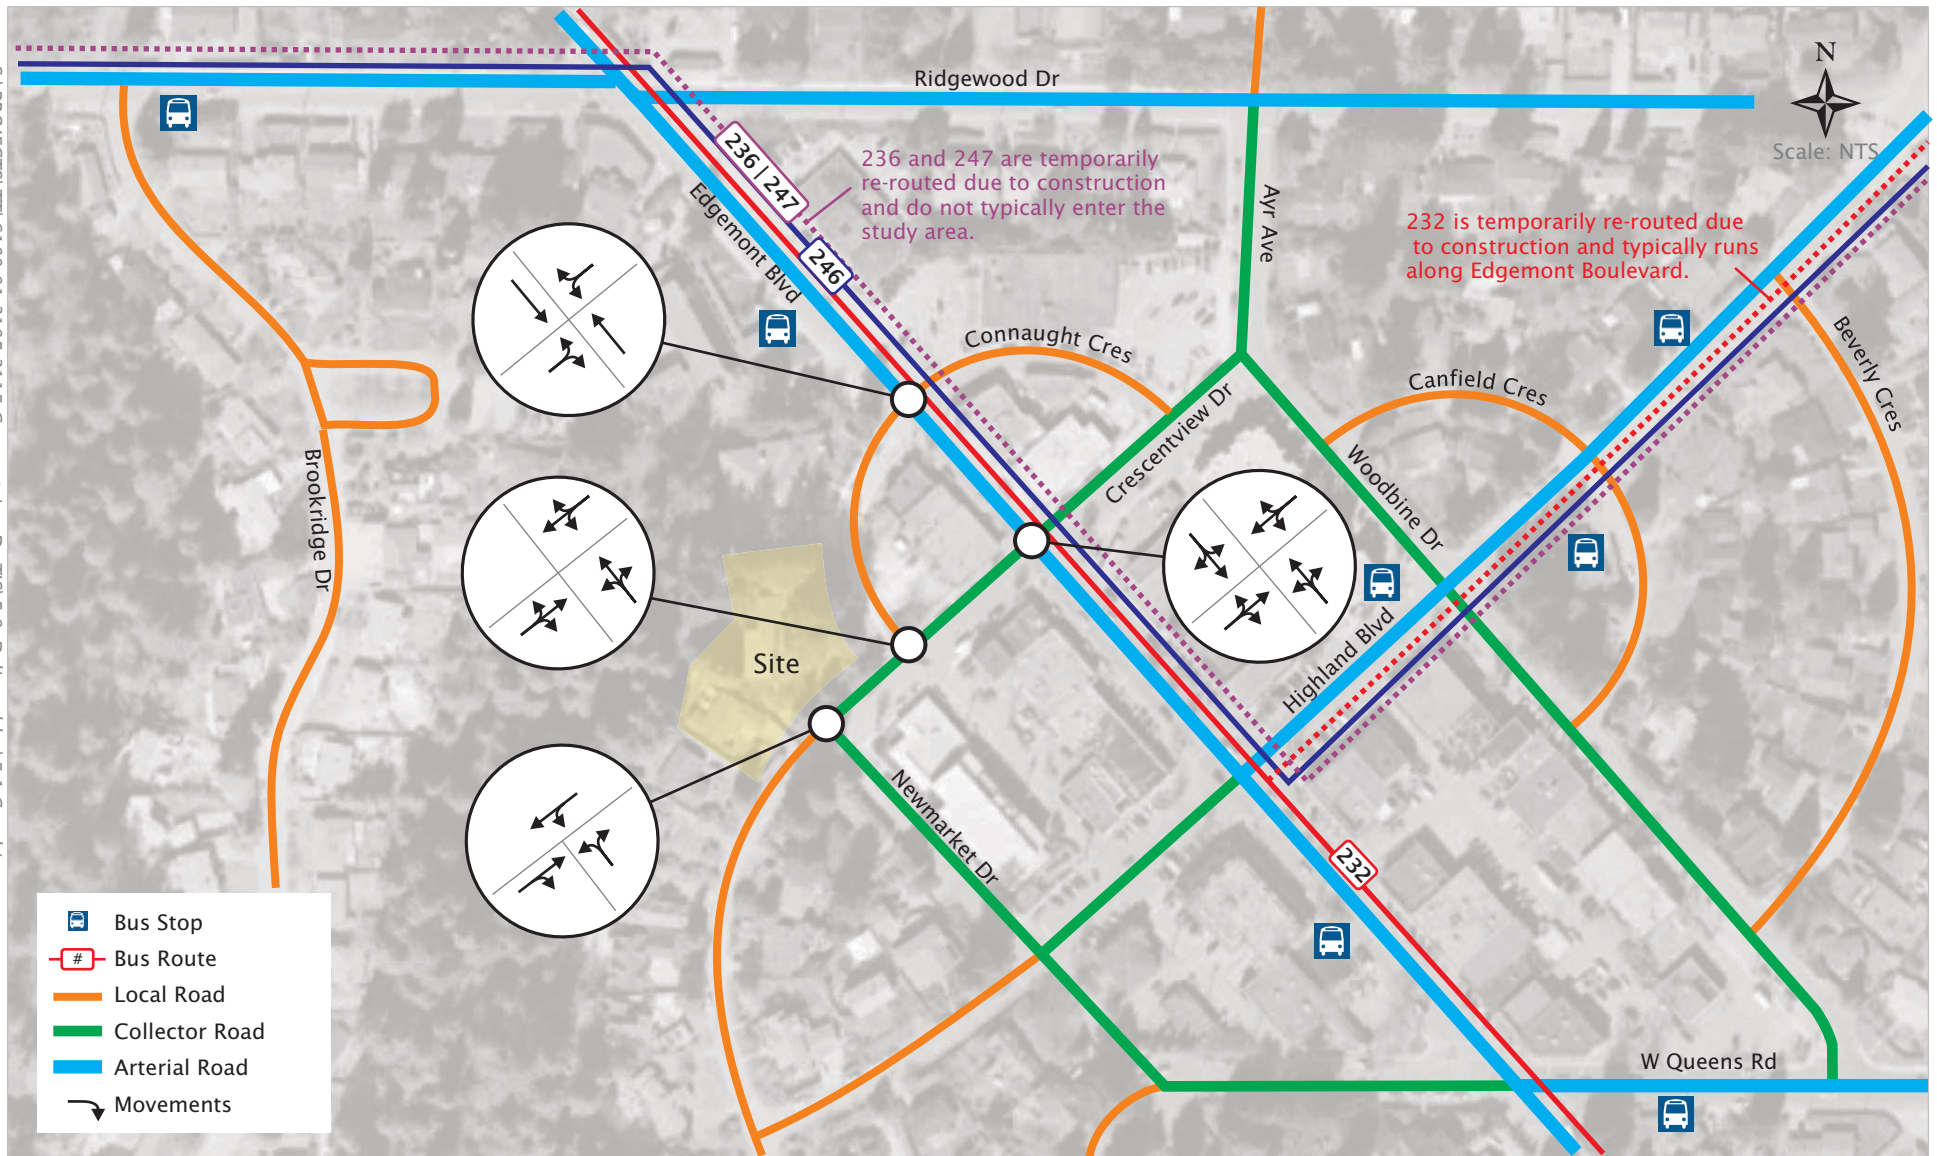 Ridgewood Dr
N
Scale: NTS
236 | 247
236 and 247 are temporarily
re-routed due to construction
and do not typically enter the
study area.
Edgemont Blvd
246
Ayr Ave
232 is temporarily re-routed due
to construction and typically runs
along Edgemont Boulevard.
Connaught Cres
Crescentview Dr
Canfield Cres
Beverly Cres
Woodbine Dr
Brookridge Dr
Site
Highland Blvd
Newmarket Dr
232
W Queens Rd
Bus Stop
# Bus Route
Local Road
Collector Road
Arterial Road
Movements